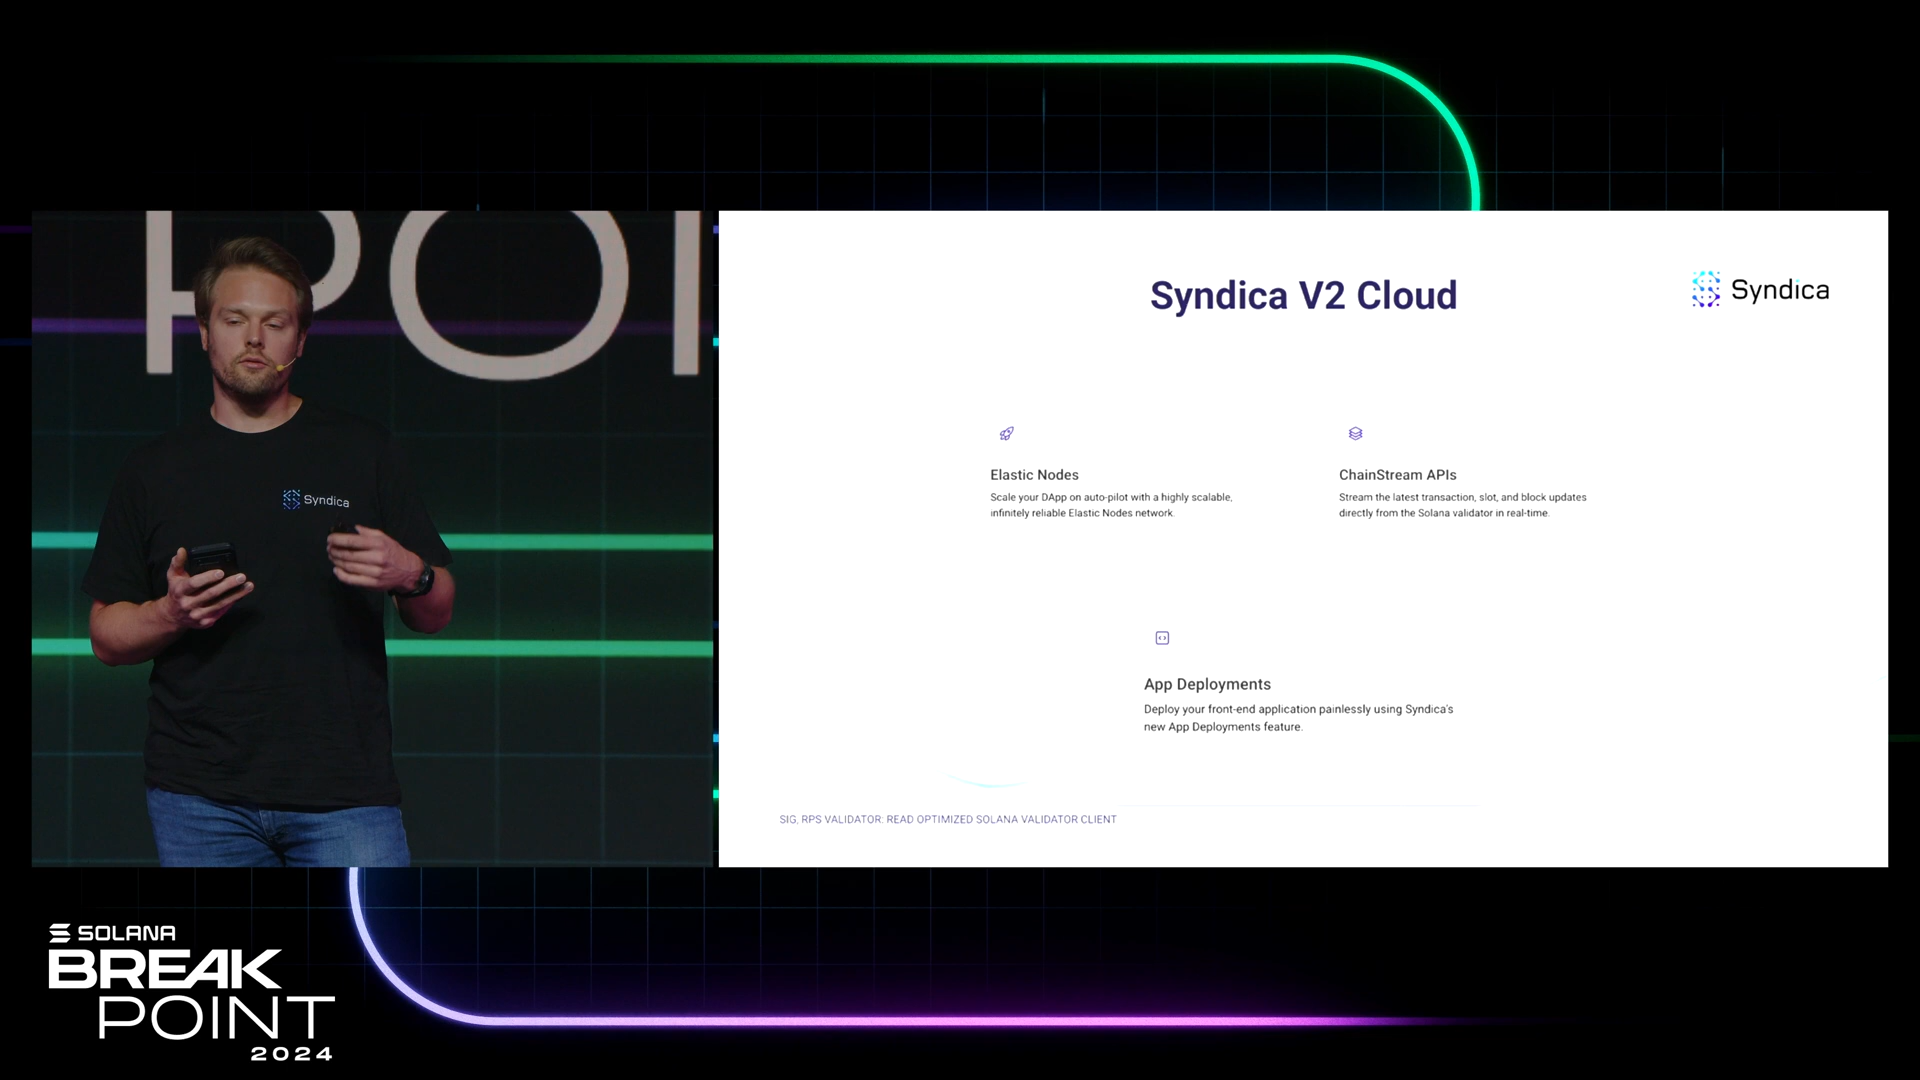 POI
Syndica
Syndica V2 Cloud
Syndica
Elastic Nodes
Scale your DApp on auto-pilot with a highly scalable,
infinitely reliable Elastic Nodes network.
ChainStream APIs
Stream the latest transaction, slot, and block updates
directly from the Solana validator in real-time.
App Deployments
Deploy your front-end application painlessly using Syndica's
new App Deployments feature.
SIG, RPS VALIDATOR: READ OPTIMIZED SOLANA VALIDATOR CLIENT
SOLANA
BREAK
POINT
2024